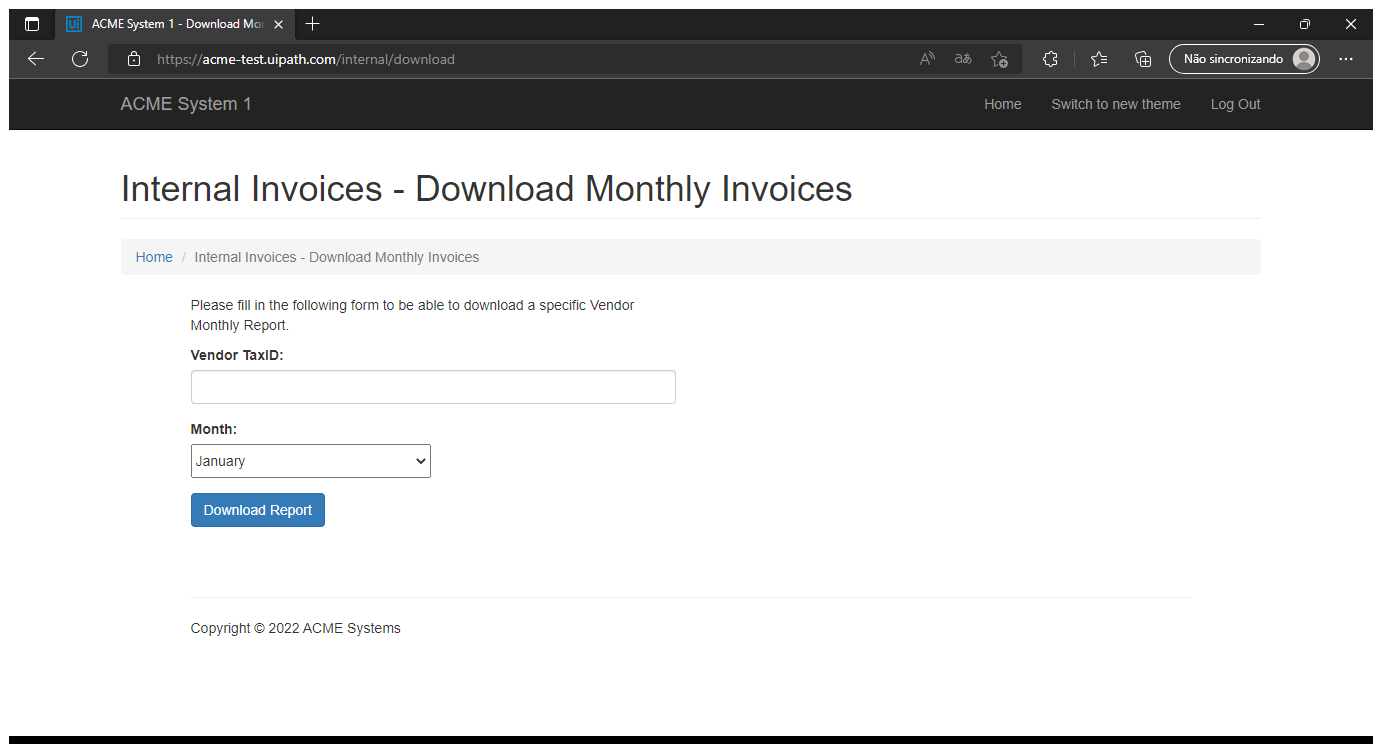 Ui ACME System 1 - Download Mo
https://acme-test.uipath.com/internal/download
Não sincronizando
ACME System 1 Home Switch to new theme Log Out
Internal Invoices - Download Monthly Invoices
Home / Internal Invoices - Download Monthly Invoices
Please fill in the following form to be able to download a specific Vendor
Monthly Report.
Vendor TaxID:
Month:
January
Download Report
Copyright © 2022 ACME Systems